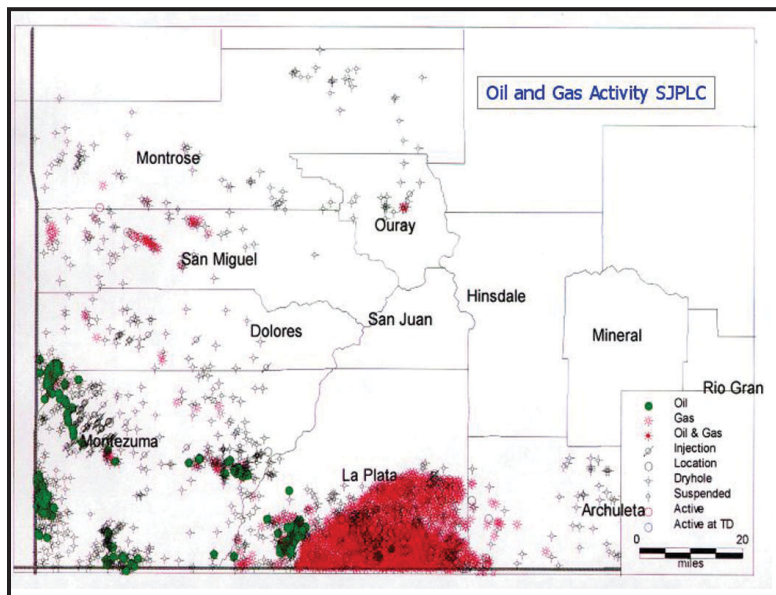 Oil and Gas Activity SJPLC
Montrose
Ouray
San Miguel
Hinsdale
San Juan
Dolores
Mineral
Rio Gran
Montezuma
La Plata
Archuleta
Oil
Gas
Oil & Gas
Injection
Location
Dryhole
Suspended
Active
Active at TD
0 20
miles